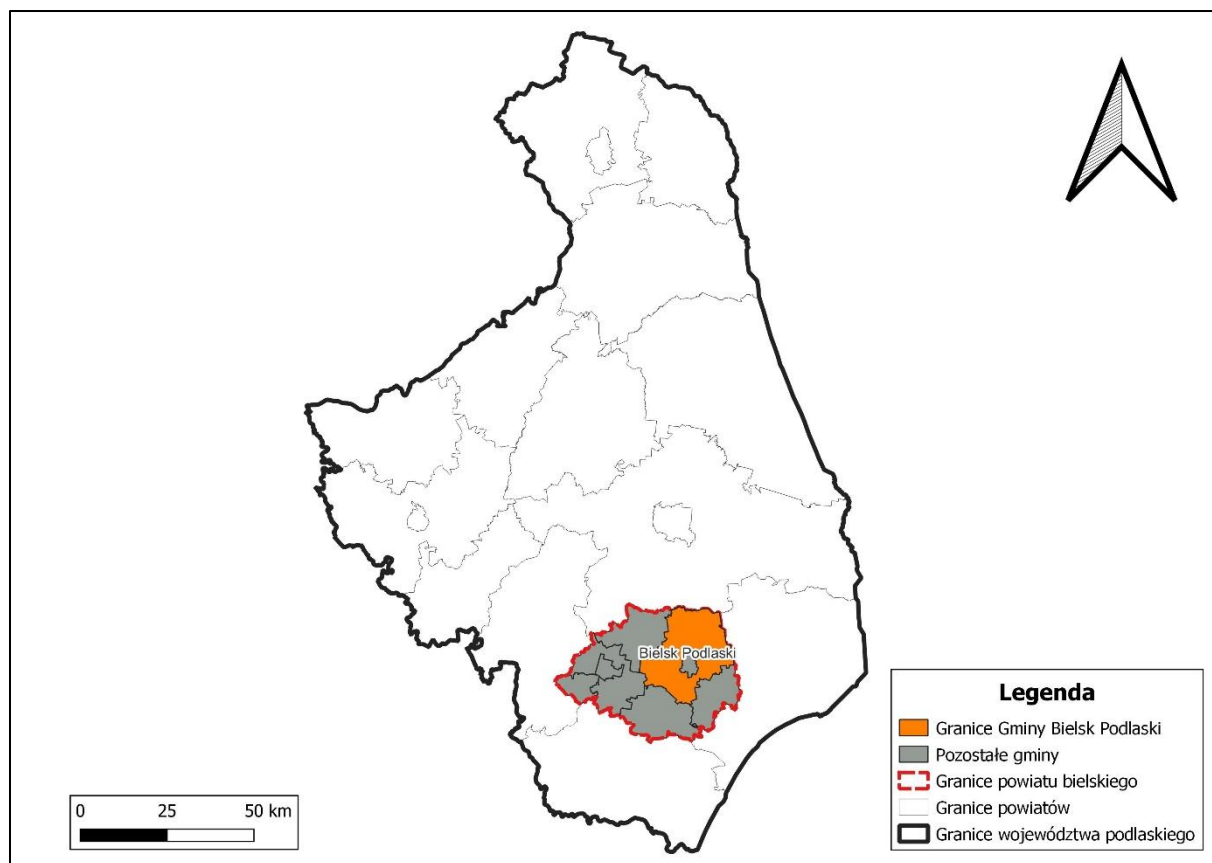 Bielsk Podlaski
Legenda
Granice Gminy Bielsk Podlaski
Pozostałe gminy
Granice powiatu bielskiego
Granice powiatów
Granice województwa podlaskiego
0 25 50 km